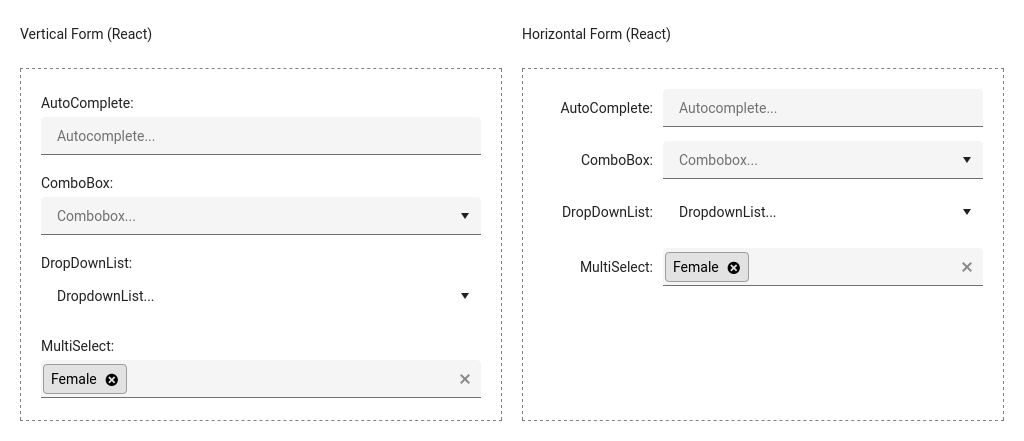 Vertical Form (React)
AutoComplete:
Autocomplete...
ComboBox:
Combobox...
DropDownList:
DropdownList...
MultiSelect:
Female
Horizontal Form (React)
AutoComplete: Autocomplete...
ComboBox: Combobox...
DropDownList: DropdownList...
MultiSelect: Female